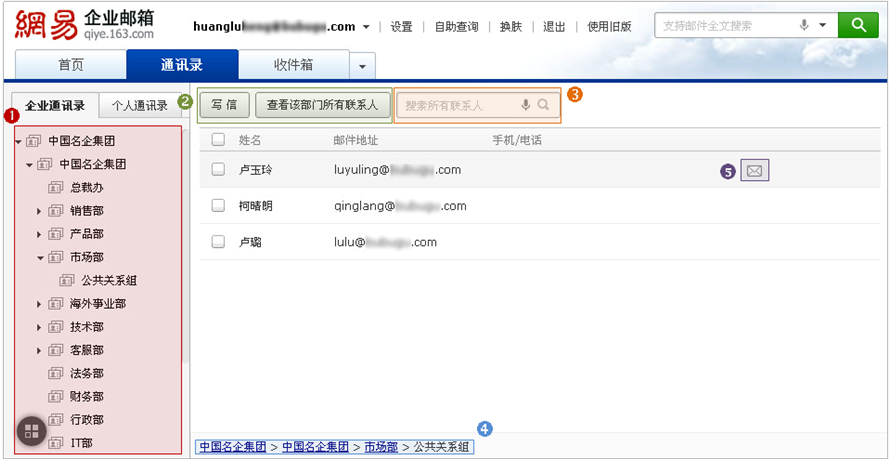 網易 企业邮箱
qiye.163.com
huanglu .com 设置 自助查询 换肤 退出 使用旧版 支持邮件全文搜索
首页 通讯录 收件箱
企业通讯录 个人通讯录 2 写 信 查看该部门所有联系人 搜索所有联系人 3
1
中国名企集团
中国名企集团
总裁办
销售部
产品部
市场部
公共关系组
海外事业部
技术部
客服部
法务部
财务部
行政部
IT部
姓名 邮件地址 手机/电话
卢玉玲 luyuling@ .com 5
柯晴朗 qinglang@ .com
卢璐 lulu@ .com
4
中国名企集团 > 中国名企集团 > 市场部 > 公共关系组